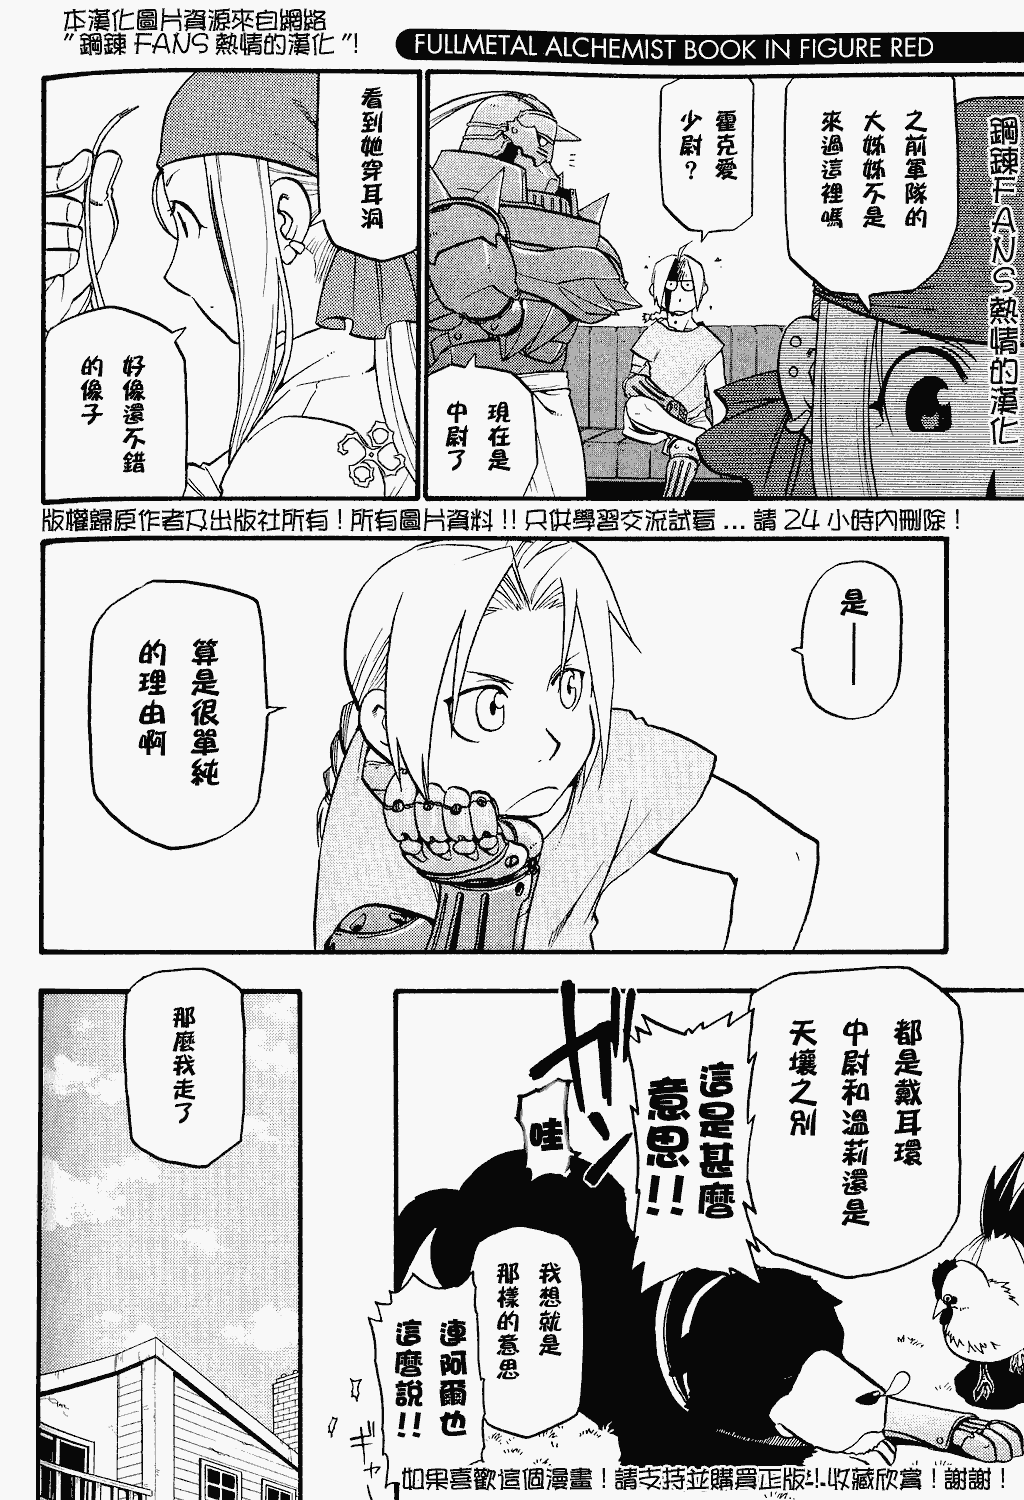 本漢化圖片資源來自網路
"鋼鍊 FANS 熱情的漢化"!
FULLMETAL ALCHEMIST BOOK IN FIGURE RED
鋼鍊FANS熱情的漢化
之前軍隊的
大姊姊不是
來過這裡嗎
霍克愛
少尉?
現在是
中尉了
看到她穿耳洞
好像還不錯
的像子
版權歸原作者及出版社所有!所有圖片資料!!只供學習交流試看...請24小時內刪除!
是—
算是很單純
的理由啊
都是戴耳環
中尉和溫莉還是
天壤之別
這是甚麼
意思!!
哇
我想就是
那樣的意思
連阿爾也
這麼說!!
ギャー
那麼我走了
如果喜歡這個漫畫!請支持並購買正版!.收藏欣賞!謝謝!